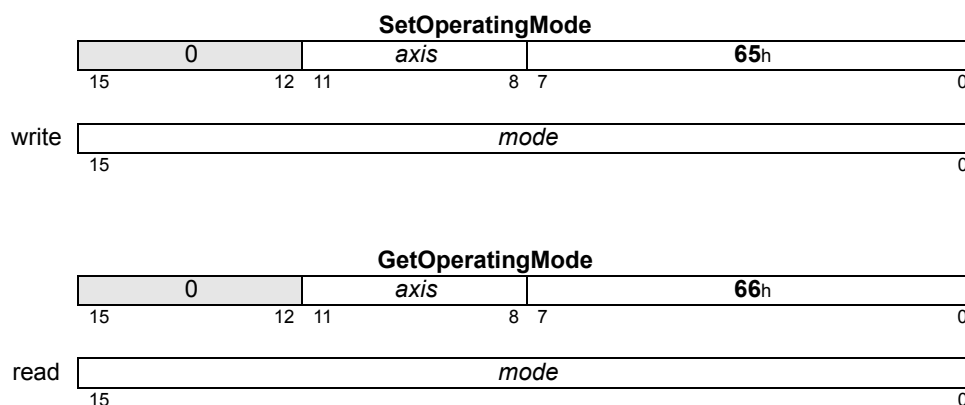 SetOperatingMode
0 axis 65h
15 12 11 8 7 0
write mode
15 0
GetOperatingMode
0 axis 66h
15 12 11 8 7 0
read mode
15 0